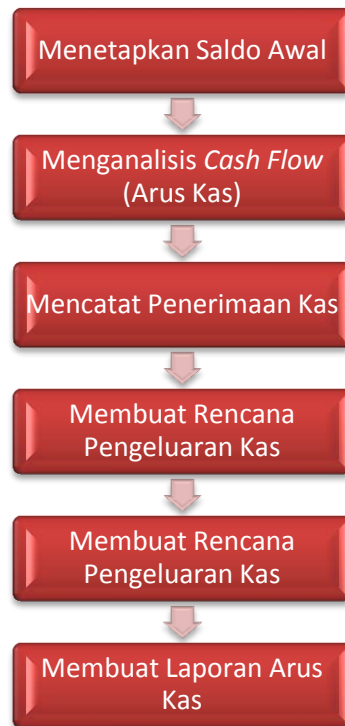 Menetapkan Saldo Awal
Menganalisis Cash Flow
(Arus Kas)
Mencatat Penerimaan Kas
Membuat Rencana
Pengeluaran Kas
Membuat Rencana
Pengeluaran Kas
Membuat Laporan Arus
Kas